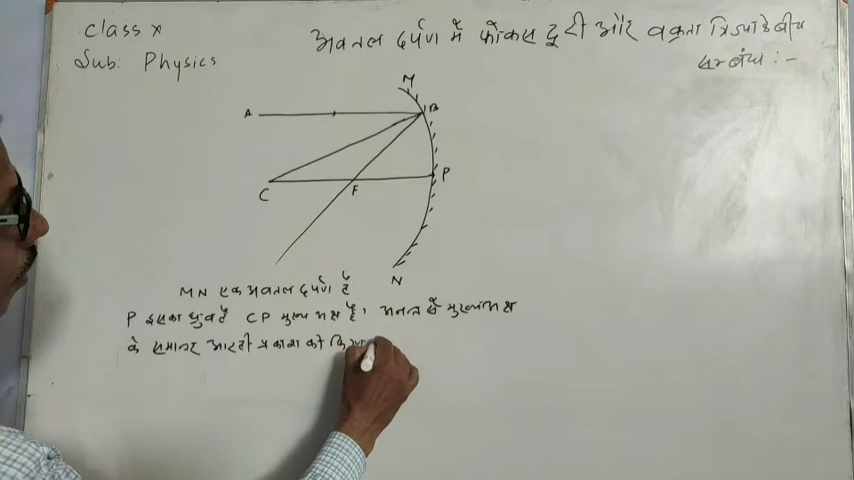 Class x
Sub: Physics
अवतल दर्पण में फोकस दूरी और वक्रता त्रिज्या के बीच
सम्बंध :-
M
A
B
C
F
P
N
MN एक अवतल दर्पण है
P इसका ध्रुव है CP मुख्य अक्ष है। अनन्त से मुख्य अक्ष
के समान्तर आरही प्रकाश की किरण